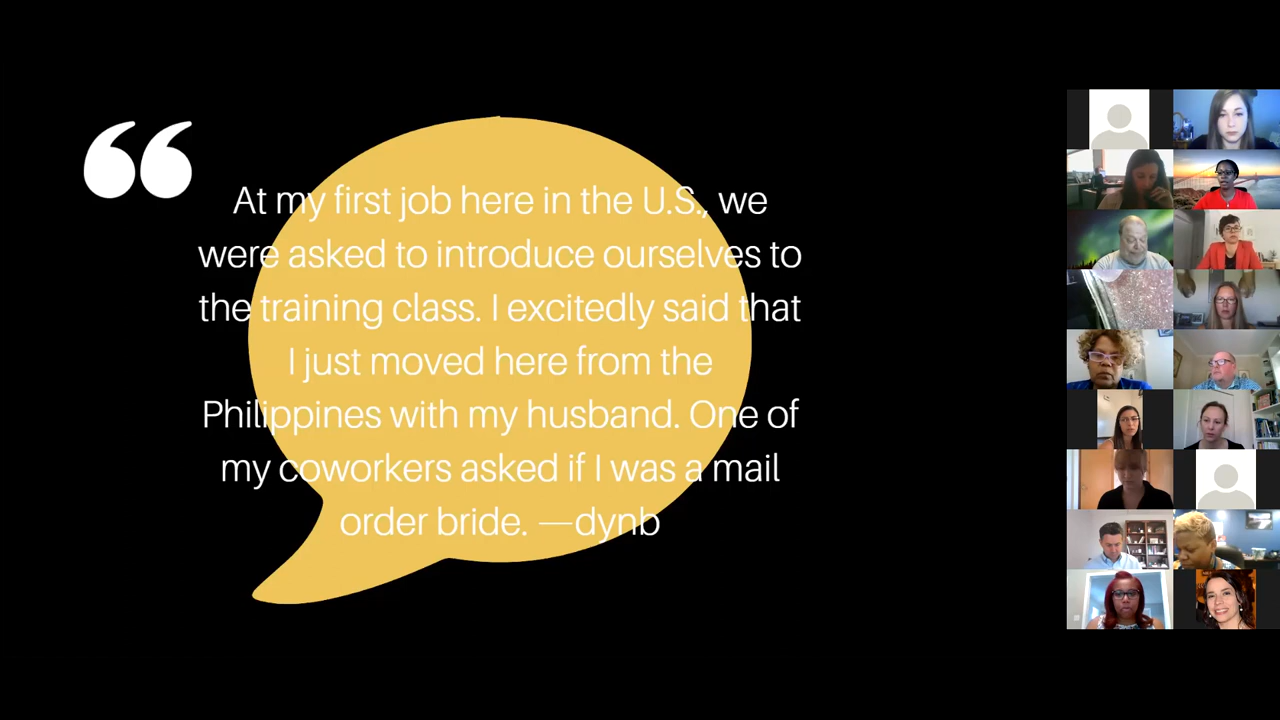 “
At my first job here in the U.S., we
were asked to introduce ourselves to
the training class. I excitedly said that
I just moved here from the
Philippines with my husband. One of
my coworkers asked if I was a mail
order bride. —dynb